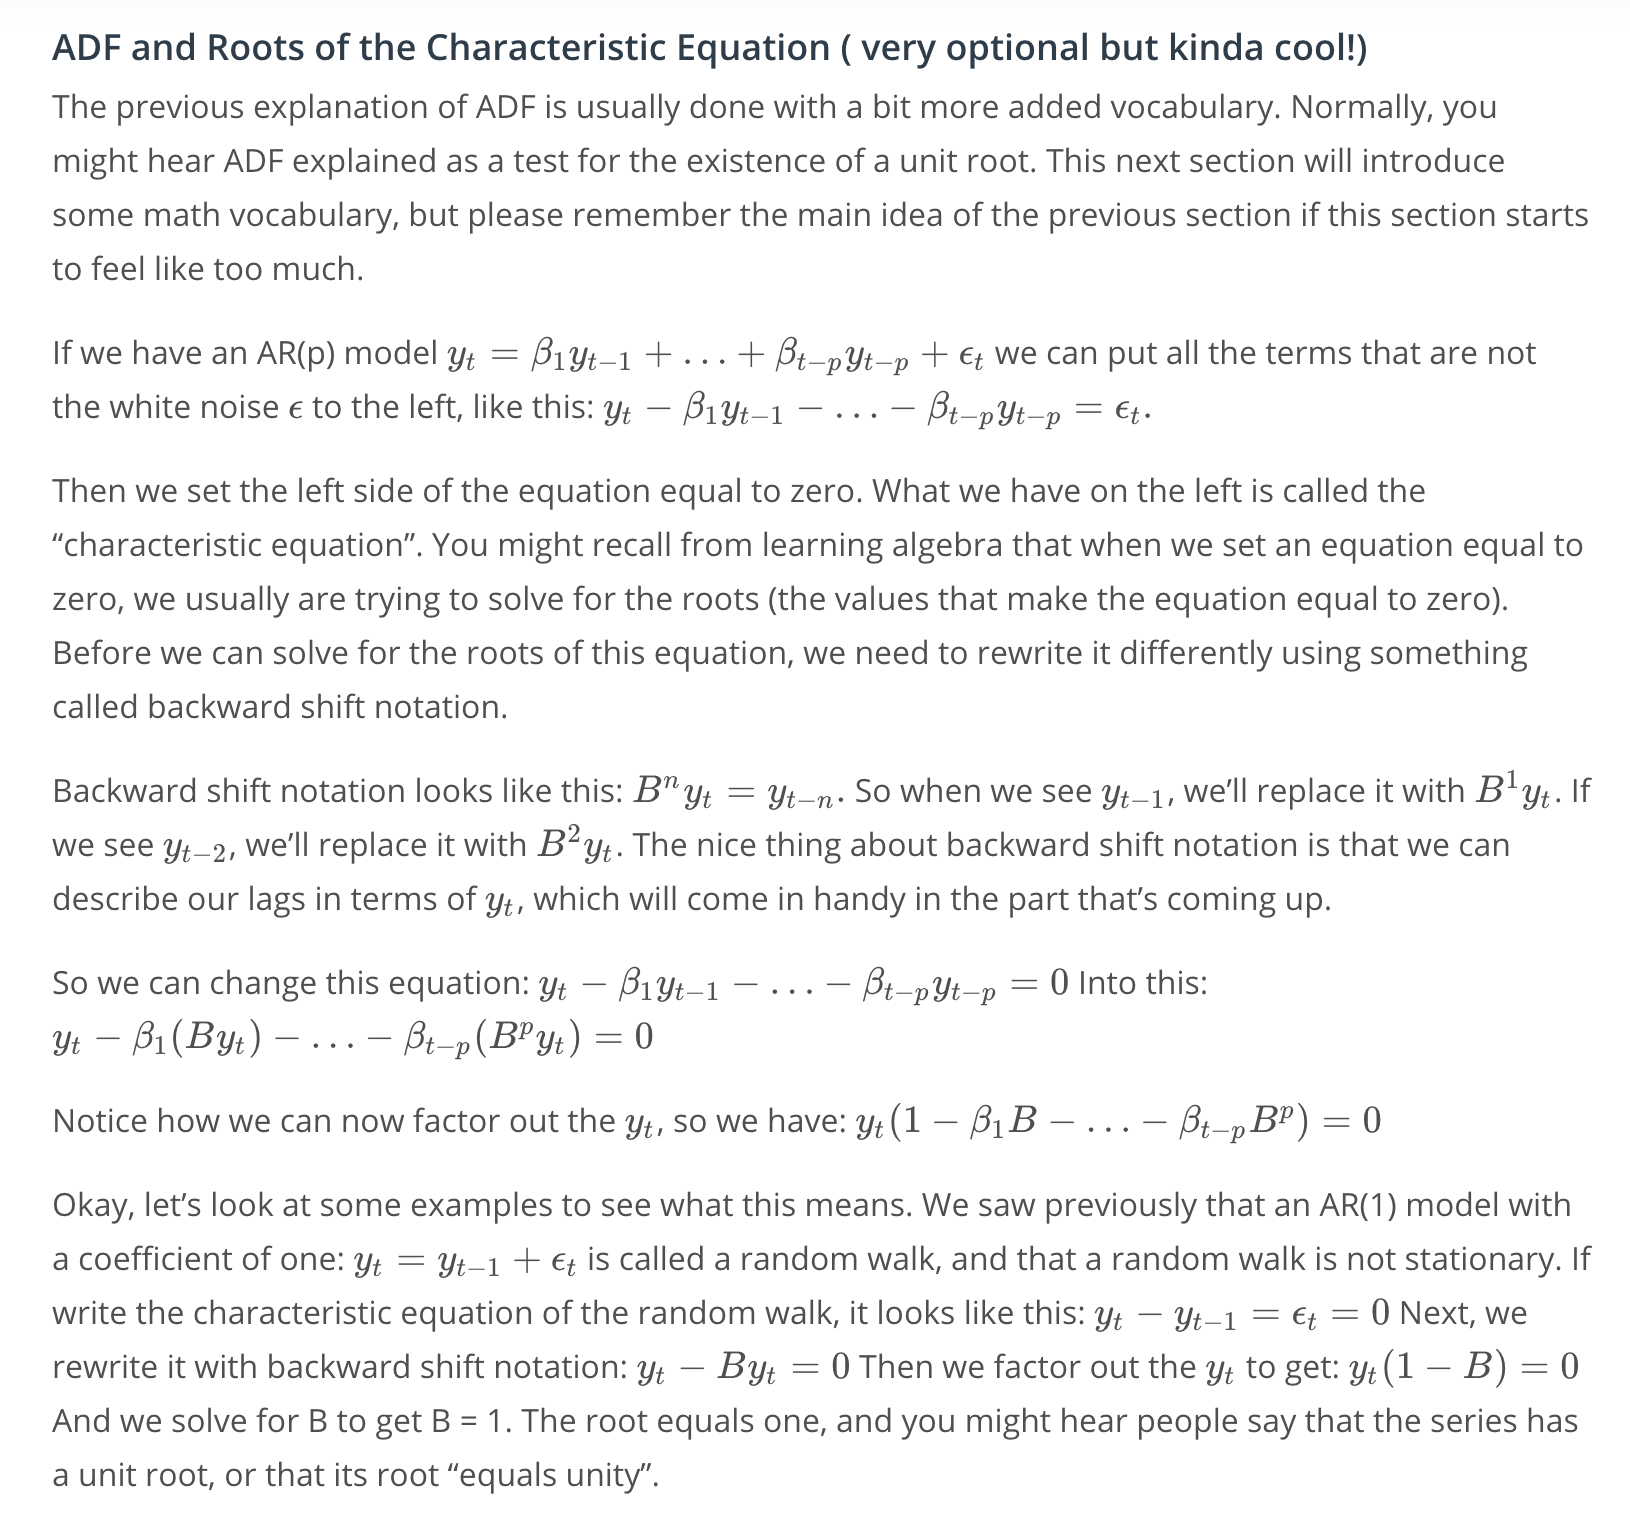 ADF and Roots of the Characteristic Equation ( very optional but kinda cool!)
The previous explanation of ADF is usually done with a bit more added vocabulary. Normally, you
might hear ADF explained as a test for the existence of a unit root. This next section will introduce
some math vocabulary, but please remember the main idea of the previous section if this section starts
to feel like too much.
If we have an AR(p) model $y_t = \beta_1 y_{t-1} + \ldots + \beta_{t-p} y_{t-p} + \epsilon_t$ we can put all the terms that are not
the white noise $\epsilon$ to the left, like this: $y_t - \beta_1 y_{t-1} - \ldots - \beta_{t-p} y_{t-p} = \epsilon_t$.
Then we set the left side of the equation equal to zero. What we have on the left is called the
“characteristic equation”. You might recall from learning algebra that when we set an equation equal to
zero, we usually are trying to solve for the roots (the values that make the equation equal to zero).
Before we can solve for the roots of this equation, we need to rewrite it differently using something
called backward shift notation.
Backward shift notation looks like this: $B^n y_t = y_{t-n}$. So when we see $y_{t-1}$, we’ll replace it with $B^1 y_t$. If
we see $y_{t-2}$, we’ll replace it with $B^2 y_t$. The nice thing about backward shift notation is that we can
describe our lags in terms of $y_t$, which will come in handy in the part that’s coming up.
So we can change this equation: $y_t - \beta_1 y_{t-1} - \ldots - \beta_{t-p} y_{t-p} = 0$ Into this:
$y_t - \beta_1 (B y_t) - \ldots - \beta_{t-p} (B^p y_t) = 0$
Notice how we can now factor out the $y_t$, so we have: $y_t (1 - \beta_1 B - \ldots - \beta_{t-p} B^p) = 0$
Okay, let’s look at some examples to see what this means. We saw previously that an AR(1) model with
a coefficient of one: $y_t = y_{t-1} + \epsilon_t$ is called a random walk, and that a random walk is not stationary. If
write the characteristic equation of the random walk, it looks like this: $y_t - y_{t-1} = \epsilon_t = 0$ Next, we
rewrite it with backward shift notation: $y_t - B y_t = 0$ Then we factor out the $y_t$ to get: $y_t (1 - B) = 0$
And we solve for B to get B = 1. The root equals one, and you might hear people say that the series has
a unit root, or that its root “equals unity”.